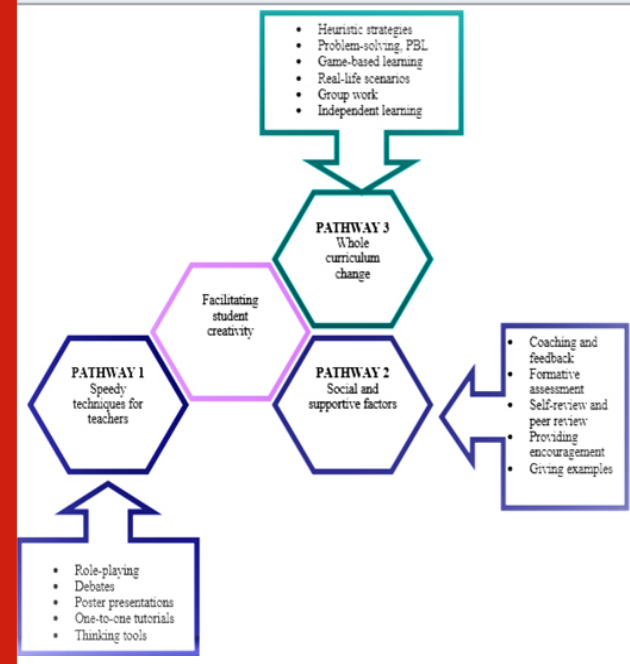 Heuristic strategies
Problem-solving, PBL
Game-based learning
Real-life scenarios
Group work
Independent learning
PATHWAY 3
Whole
curriculum
change
Facilitating
student
creativity
PATHWAY 1
Speedy
techniques for
teachers
PATHWAY 2
Social and
supportive factors
Coaching and
feedback
Formative
assessment
Self-review and
peer review
Providing
encouragement
Giving examples
Role-playing
Debates
Poster presentations
One-to-one tutorials
Thinking tools